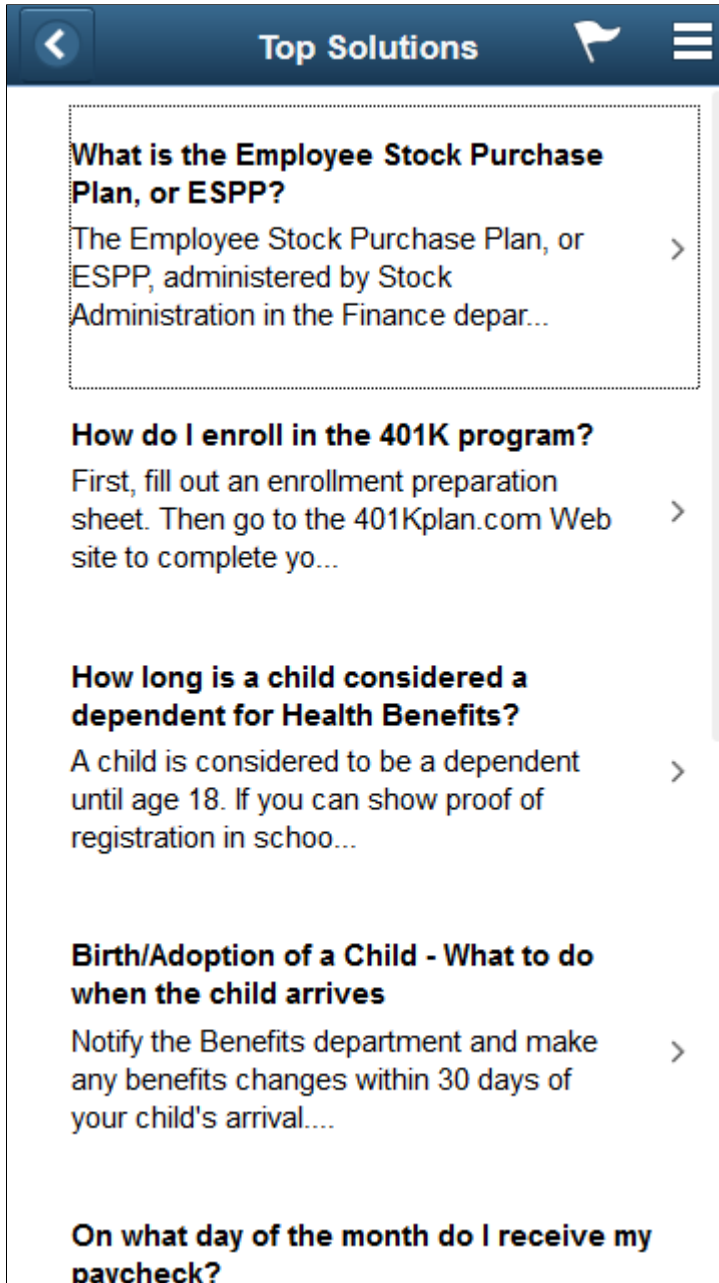 Top Solutions
What is the Employee Stock Purchase
Plan, or ESPP?
The Employee Stock Purchase Plan, or
ESPP, administered by Stock
Administration in the Finance depar...
How do I enroll in the 401K program?
First, fill out an enrollment preparation
sheet. Then go to the 401Kplan.com Web
site to complete yo...
How long is a child considered a
dependent for Health Benefits?
A child is considered to be a dependent
until age 18. If you can show proof of
registration in schoo...
Birth/Adoption of a Child - What to do
when the child arrives
Notify the Benefits department and make
any benefits changes within 30 days of
your child's arrival....
On what day of the month do I receive my
paycheck?